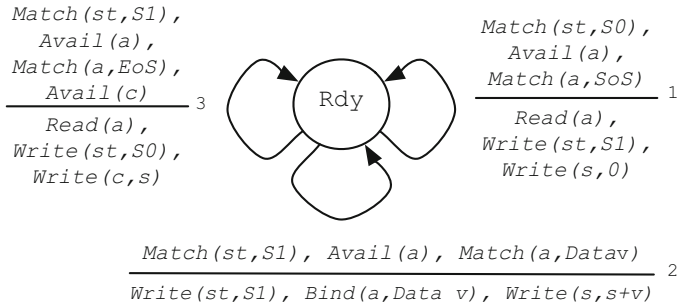 Match(st,S1),
Avail(a),
Match(a,EoS),
Avail(c)
3
Read(a),
Write(st,S0),
Write(c,s)
Rdy
Match(st,S0),
Avail(a),
Match(a,SoS)
1
Read(a),
Write(st,S1),
Write(s,0)
Match(st,S1), Avail(a), Match(a,Datav)
2
Write(st,S1), Bind(a,Data v), Write(s,s+v)